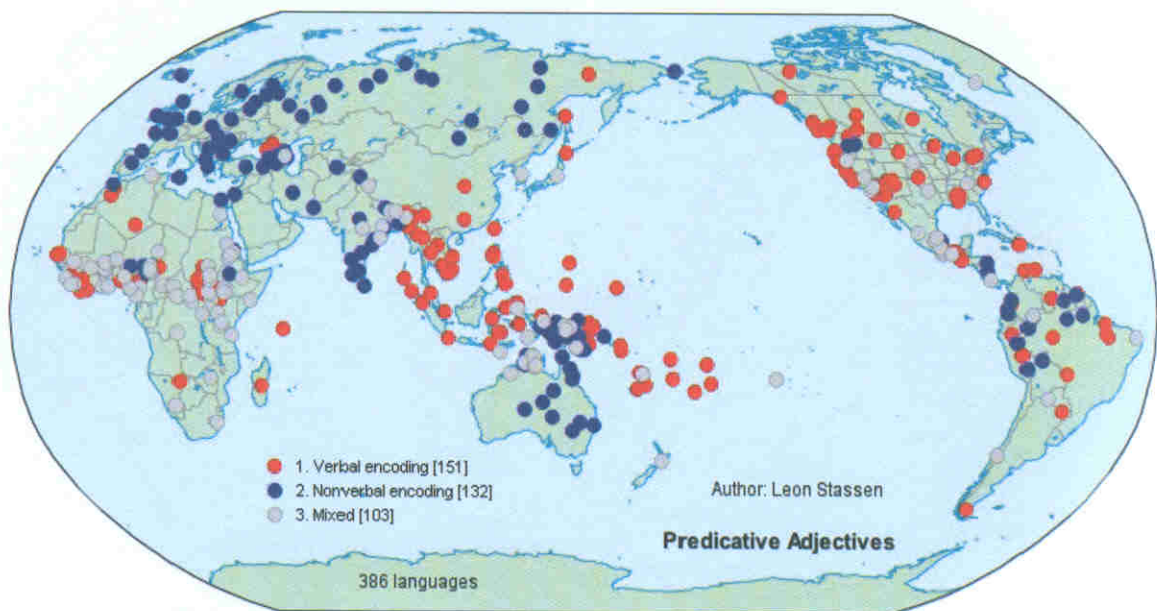 1. Verbal encoding [151]
2. Nonverbal encoding [132]
3. Mixed [103]
Author: Leon Stassen
Predicative Adjectives
386 languages